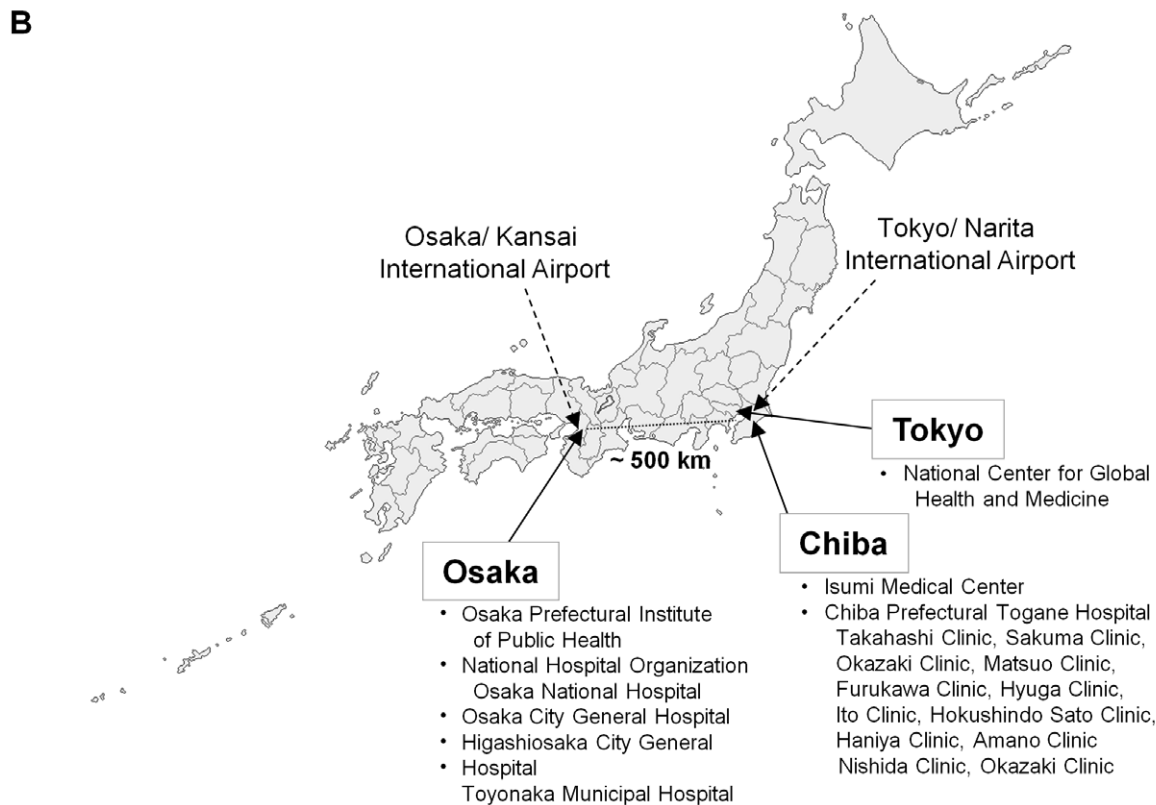 B
Osaka/ Kansai
International Airport
Tokyo/ Narita
International Airport
~ 500 km
Tokyo
• National Center for Global
Health and Medicine
Chiba
• Isumi Medical Center
• Chiba Prefectural Togane Hospital
Takahashi Clinic, Sakuma Clinic,
Okazaki Clinic, Matsuo Clinic,
Furukawa Clinic, Hyuga Clinic,
Ito Clinic, Hokushindo Sato Clinic,
Haniya Clinic, Amano Clinic
Nishida Clinic, Okazaki Clinic
Osaka
• Osaka Prefectural Institute
of Public Health
• National Hospital Organization
Osaka National Hospital
• Osaka City General Hospital
• Higashiosaka City General
• Hospital
Toyonaka Municipal Hospital